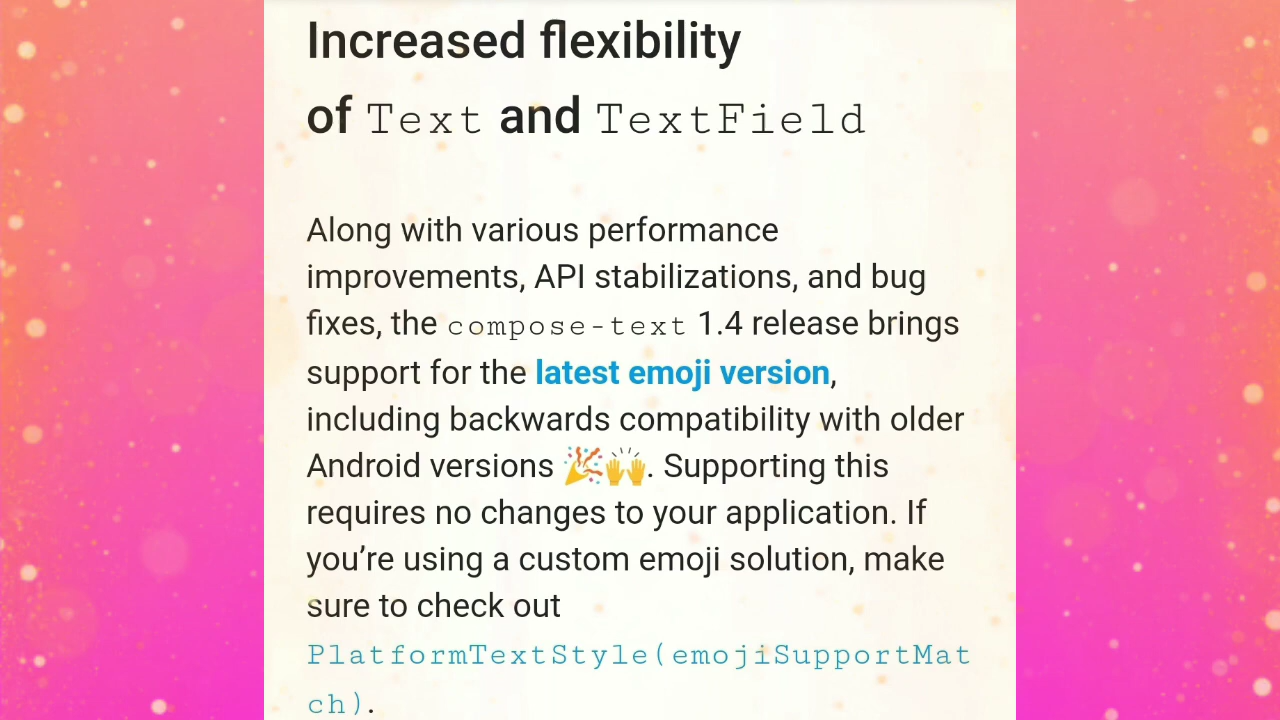 Increased flexibility
of Text and TextField
Along with various performance
improvements, API stabilizations, and bug
fixes, the compose-text 1.4 release brings
support for the latest emoji version,
including backwards compatibility with older
Android versions 🎉🙌. Supporting this
requires no changes to your application. If
you’re using a custom emoji solution, make
sure to check out
PlatformTextStyle(emojiSupportMat
ch).